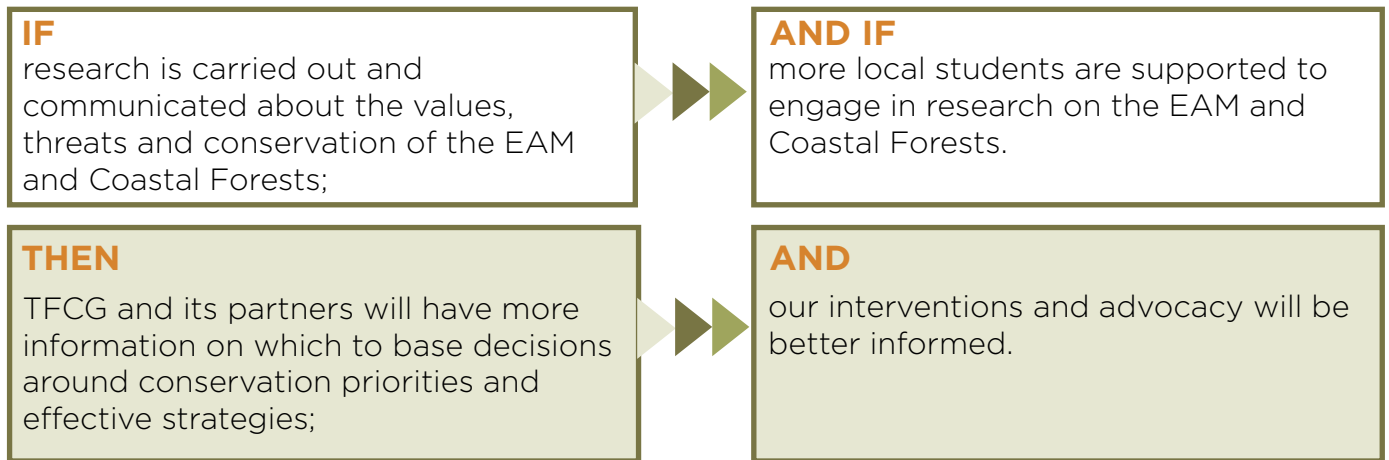 IF
research is carried out and
communicated about the values,
threats and conservation of the EAM
and Coastal Forests;
AND IF
more local students are supported to
engage in research on the EAM and
Coastal Forests.
THEN
TFCG and its partners will have more
information on which to base decisions
around conservation priorities and
effective strategies;
AND
our interventions and advocacy will be
better informed.